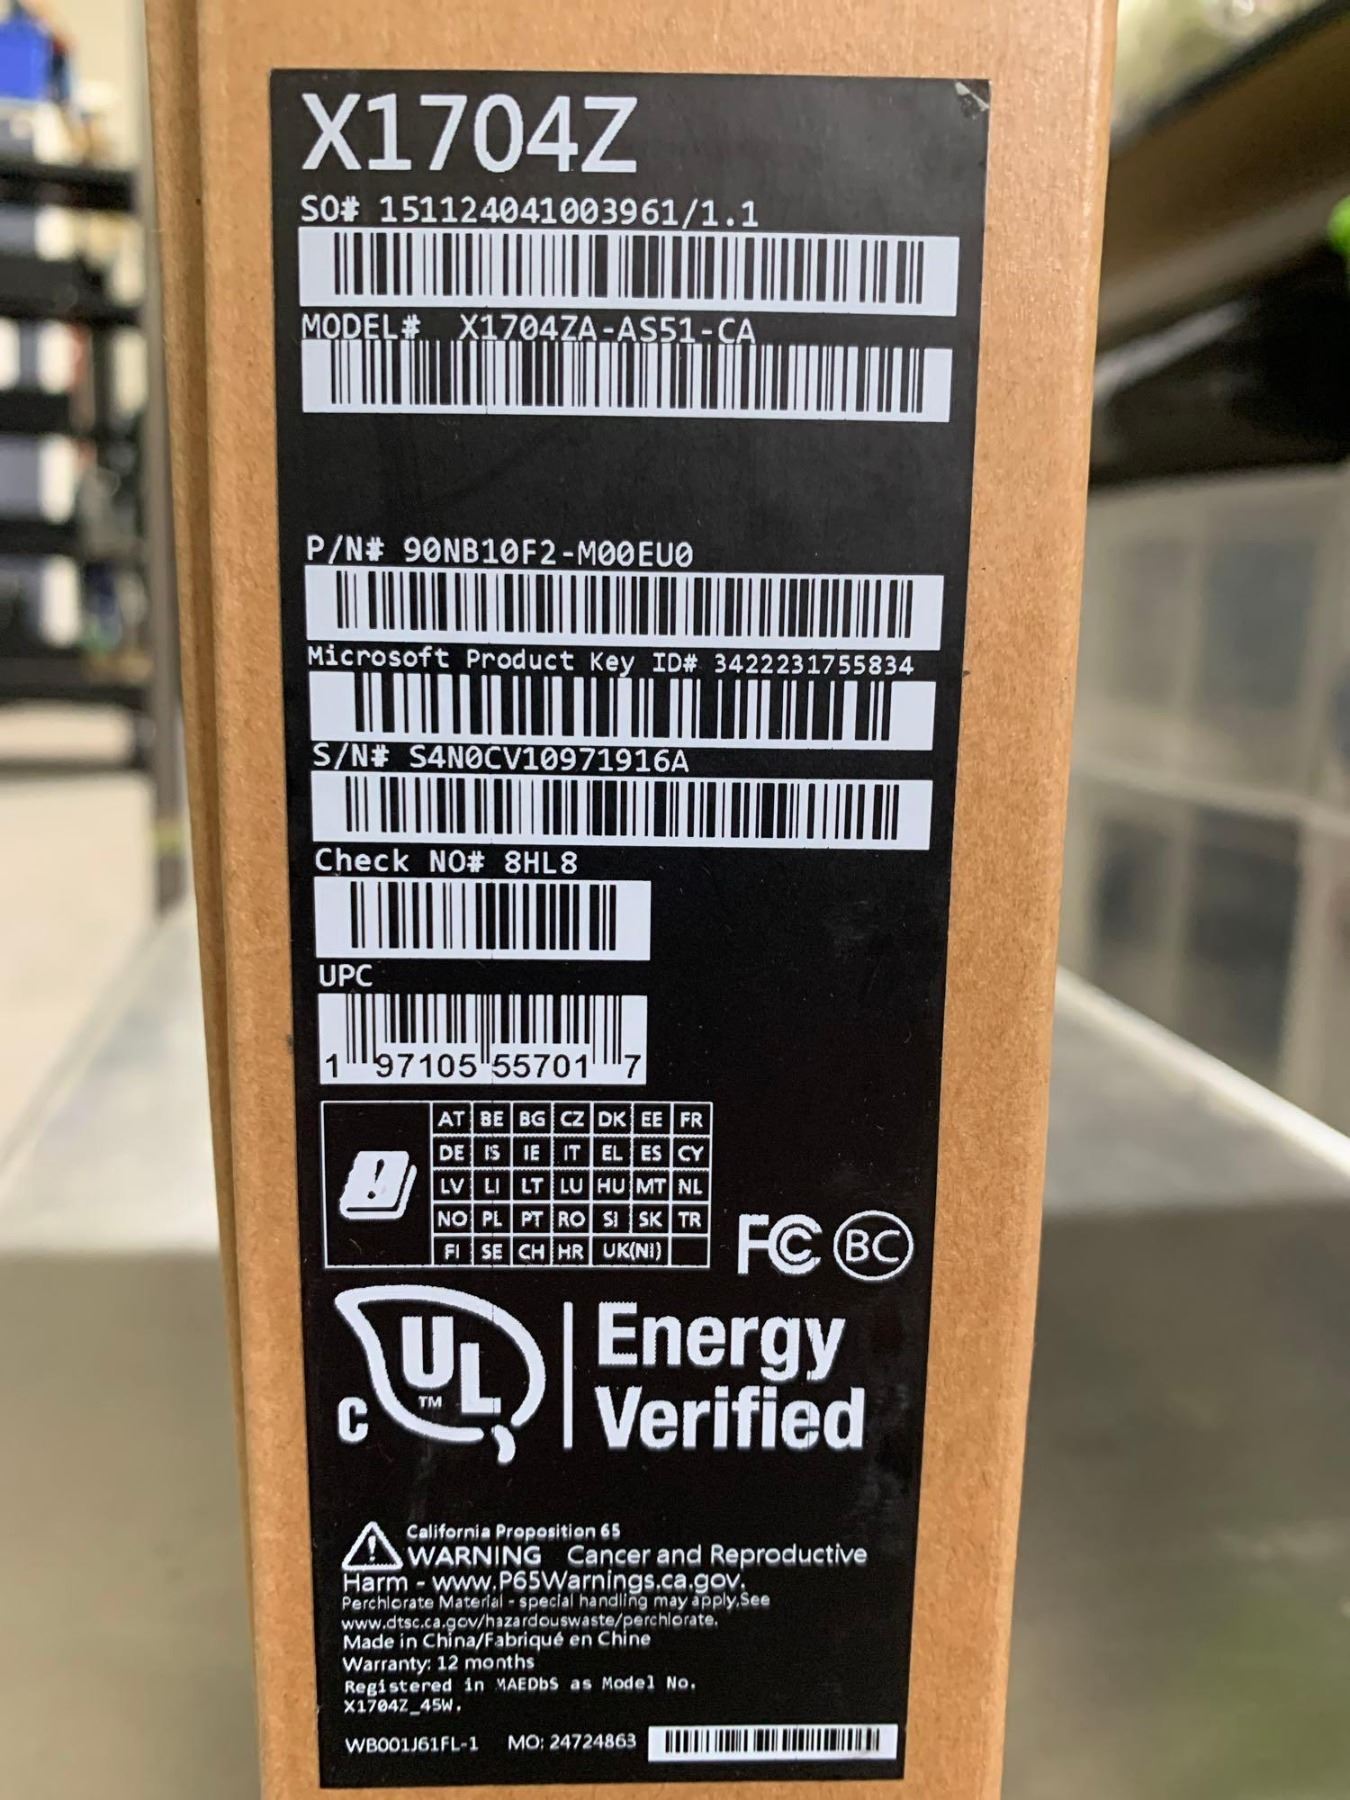 X1704Z
SO# 151124041003961/1.1
MODEL# X1704ZA-AS51-CA
P/N# 90NB10F2-M00EU0
Microsoft Product Key ID# 3422231755834
S/N# S4N0CV10971916A
Check NO# 8HL8
UPC
1 97105 55701 7
AT BE BG CZ DK EE FR
DE IS IE IT EL ES CY
LV LI LT LU HU MT NL
NO PL PT RO SI SK TR
FI SE CH HR UK(NI)
FC BC
C UL TM
Energy
Verified
California Proposition 65
WARNING Cancer and Reproductive
Harm - www.P65Warnings.ca.gov.
Perchlorate Material - special handling may apply.See
www.dtsc.ca.gov/hazardouswaste/perchlorate.
Made in China/Fabriqué en Chine
Warranty: 12 months
Registered in MAEDbS as Model No.
X1704Z_45W.
WB001J61FL-1 MO: 24724863